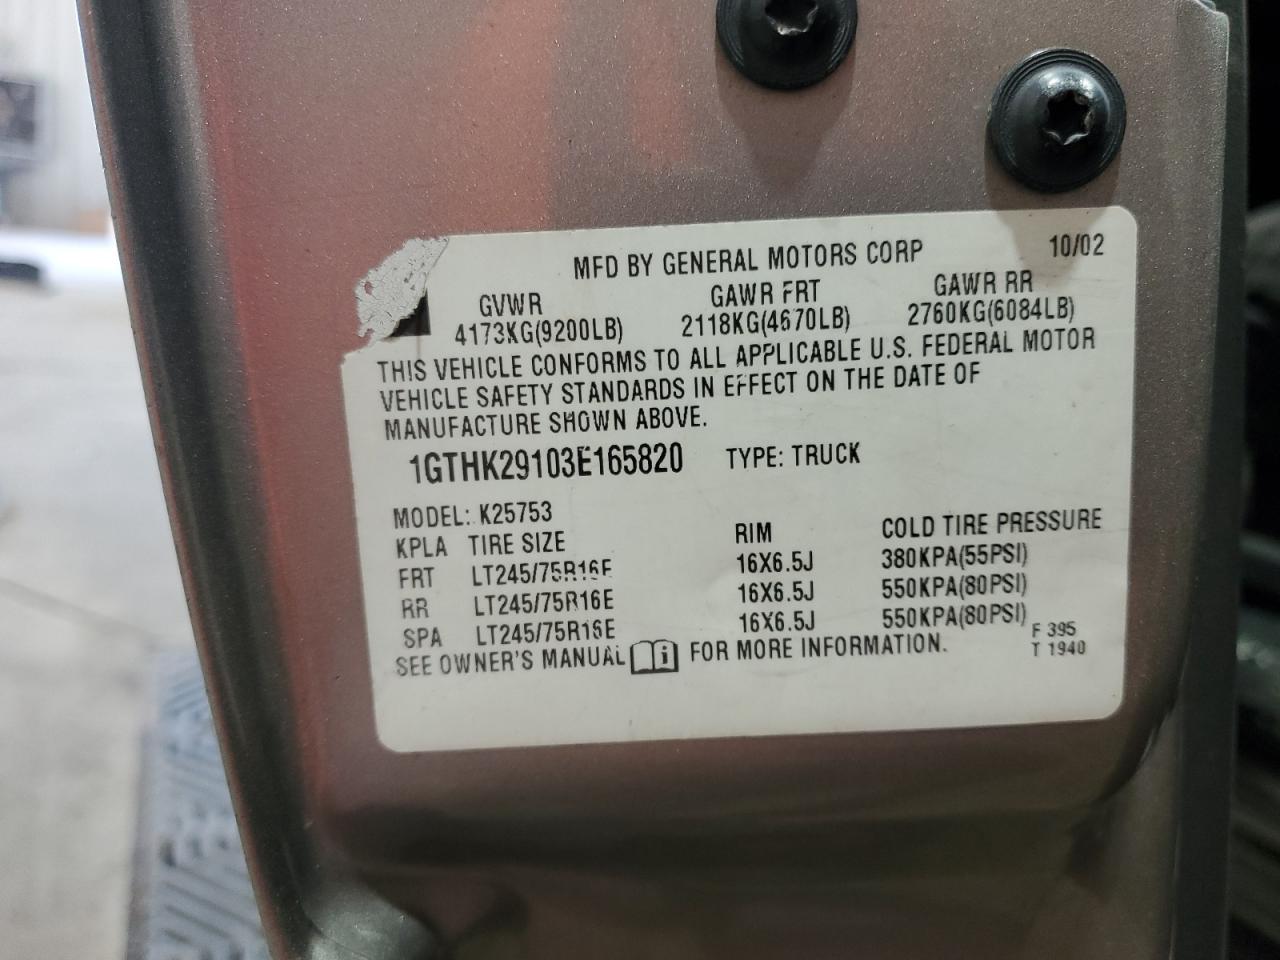 MFD BY GENERAL MOTORS CORP 10/02
GVWR GAWR FRT GAWR RR
4173KG(9200LB) 2118KG(4670LB) 2760KG(6084LB)
THIS VEHICLE CONFORMS TO ALL APPLICABLE U.S. FEDERAL MOTOR
VEHICLE SAFETY STANDARDS IN EFFECT ON THE DATE OF
MANUFACTURE SHOWN ABOVE.
1GTHK29103E165820 TYPE: TRUCK
MODEL: K25753
KPLA TIRE SIZE RIM COLD TIRE PRESSURE
FRT LT245/75R16E 16X6.5J 380KPA(55PSI)
RR LT245/75R16E 16X6.5J 550KPA(80PSI)
SPA LT245/75R16E 16X6.5J 550KPA(80PSI)
SEE OWNER'S MANUAL i FOR MORE INFORMATION.
F 395
T 1940